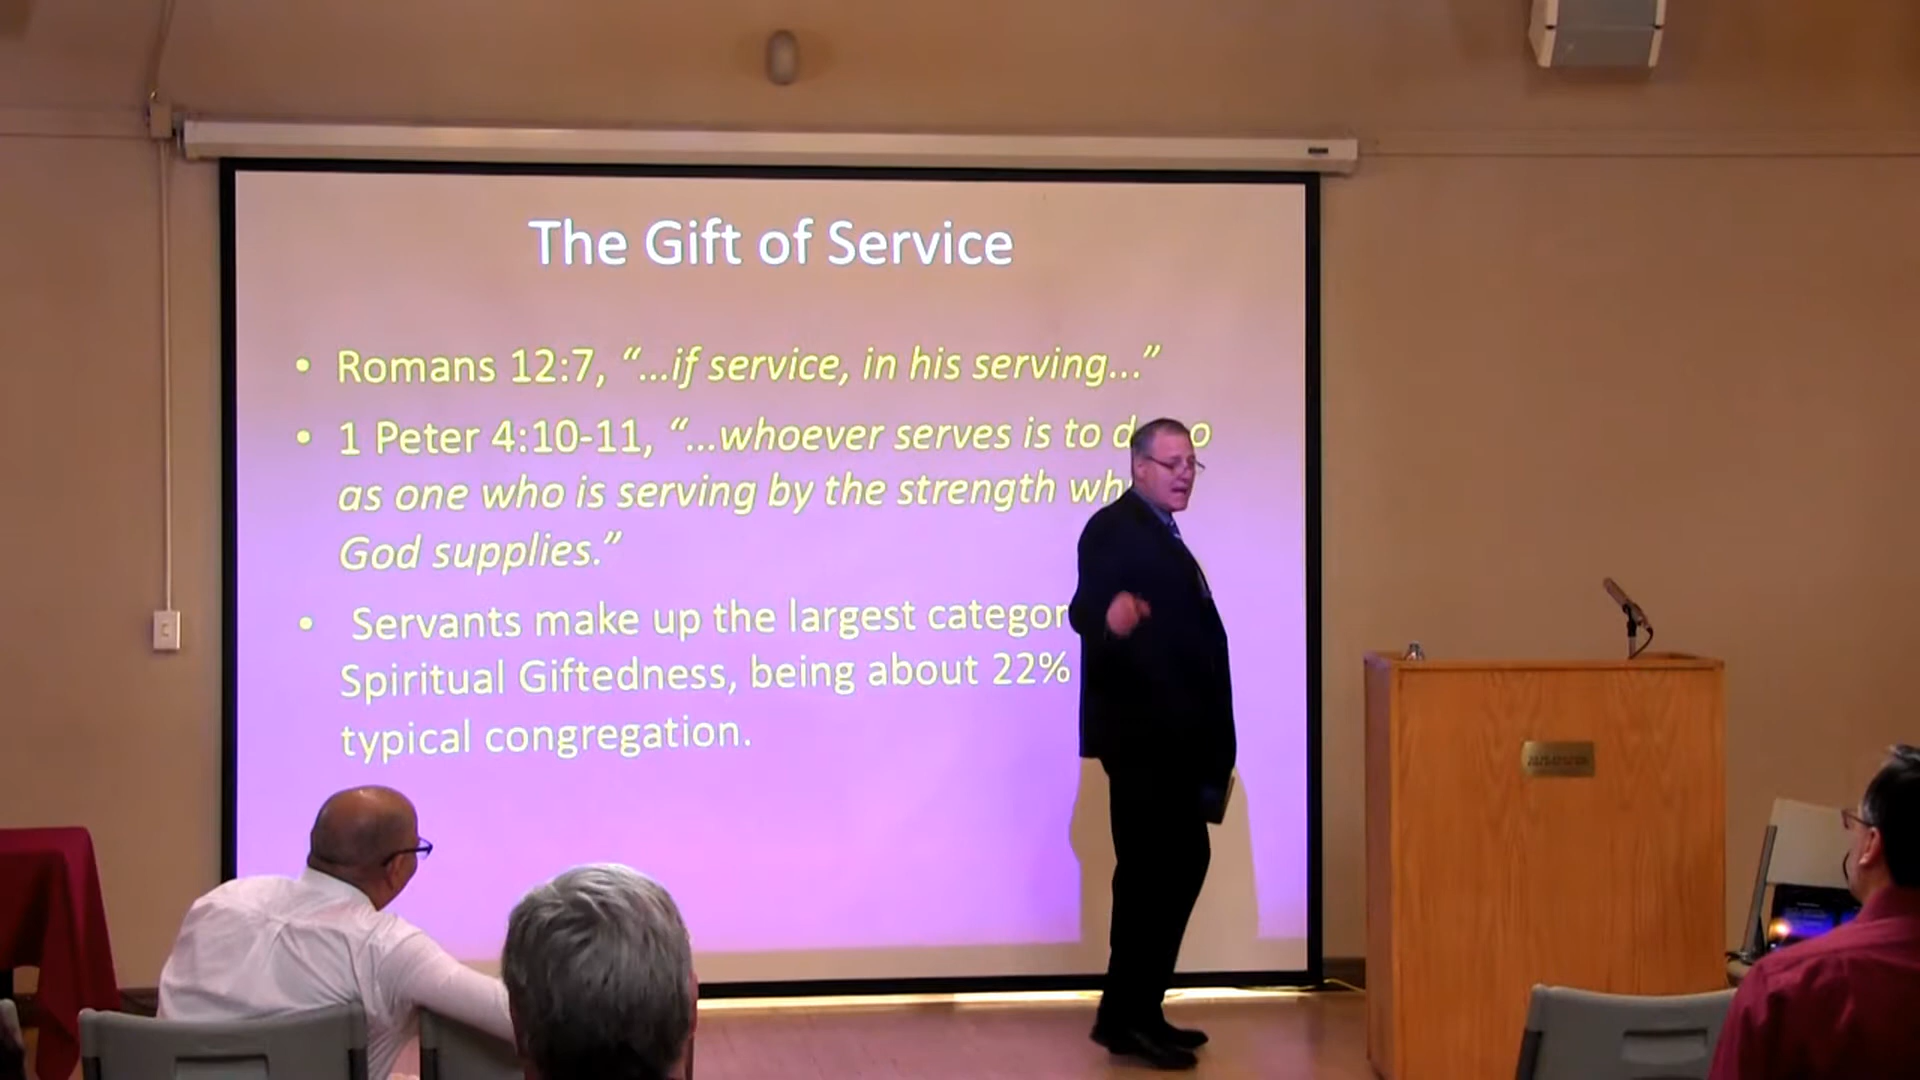 The Gift of Service
• Romans 12:7, “...if service, in his serving...”
• 1 Peter 4:10-11, “...whoever serves is to d o
as one who is serving by the strength wh
God supplies.”
• Servants make up the largest categor
Spiritual Giftedness, being about 22%
typical congregation.